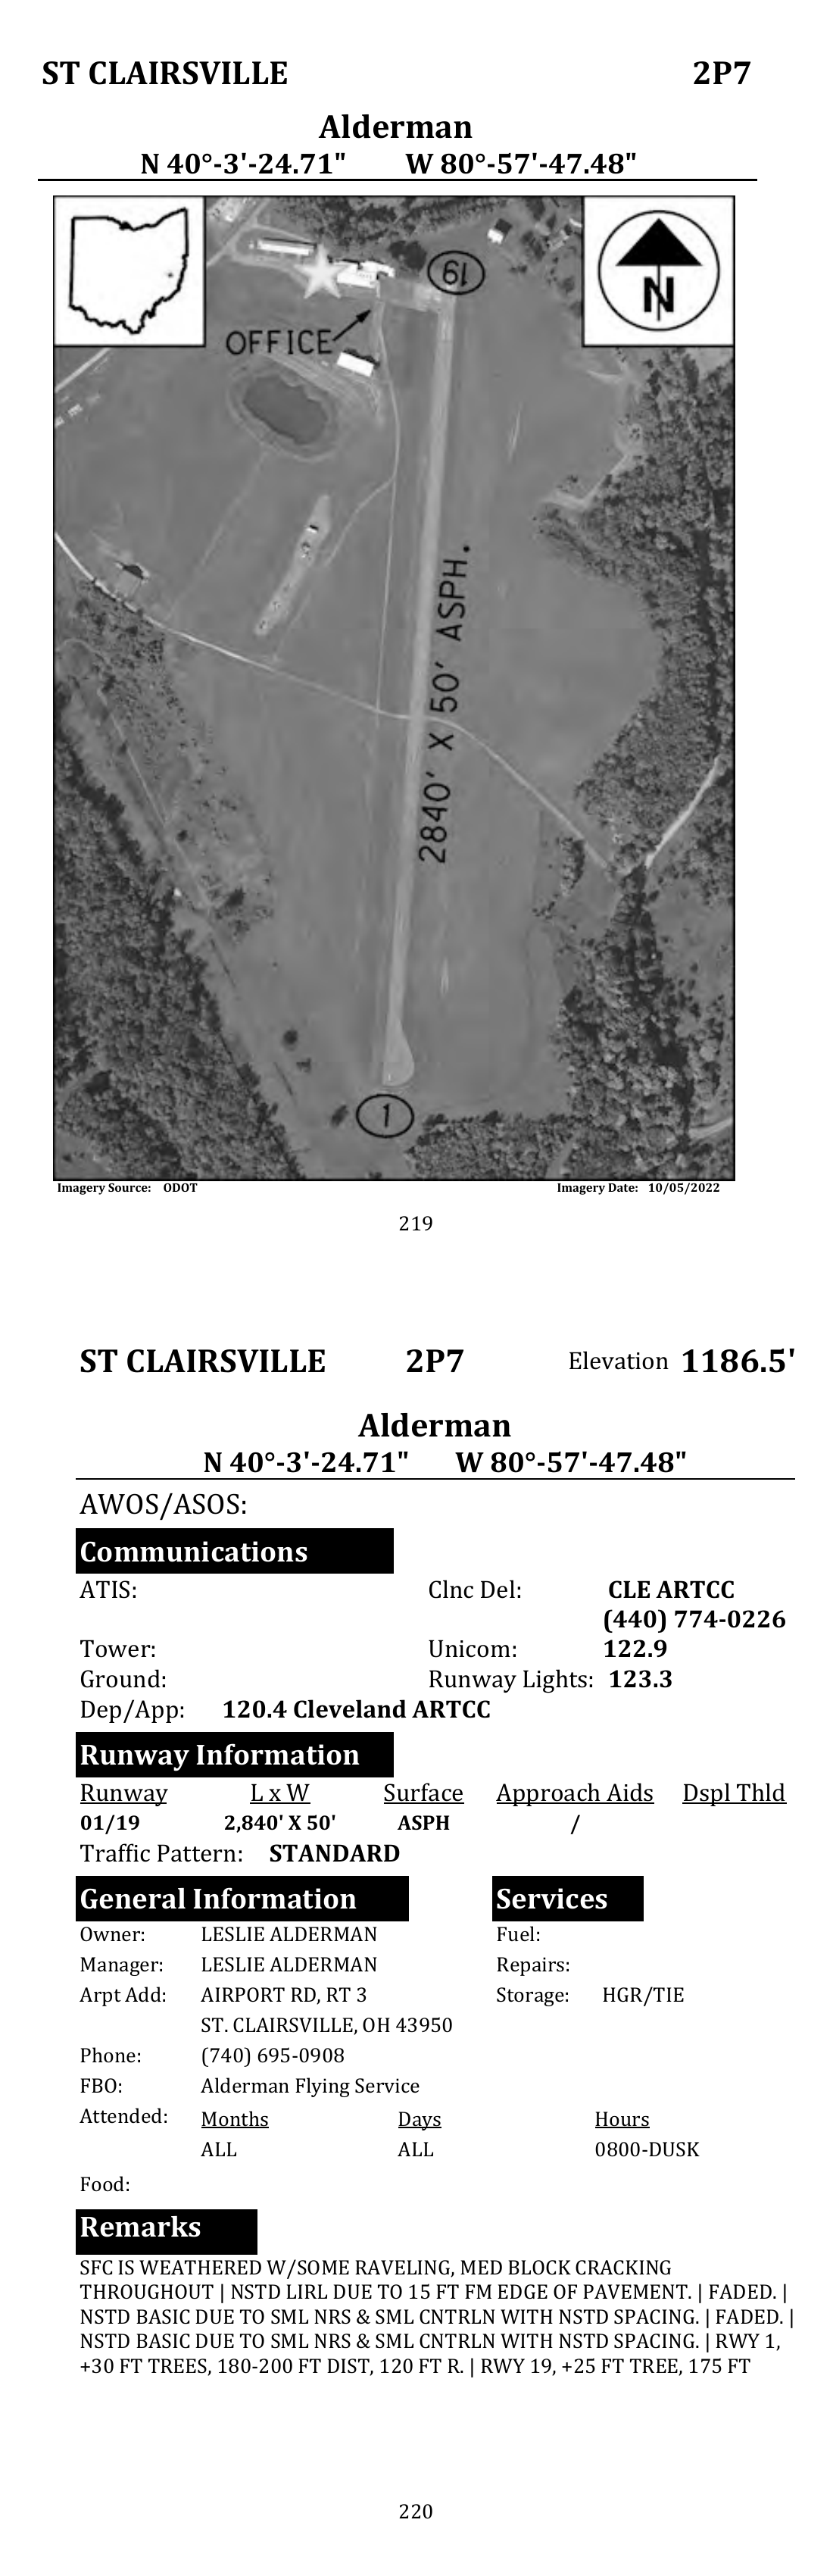 ST CLAIRSVILLE 2P7
Alderman
N 40°-3'-24.71" W 80°-57'-47.48"
N
19
OFFICE
2840' X 50' ASPH.
1
Imagery Source: ODOT Imagery Date: 10/05/2022
219
ST CLAIRSVILLE 2P7 Elevation 1186.5'
Alderman
N 40°-3'-24.71" W 80°-57'-47.48"
AWOS/ASOS:
Communications
ATIS: Clnc Del: CLE ARTCC
(440) 774-0226
Tower: Unicom: 122.9
Ground: Runway Lights: 123.3
Dep/App: 120.4 Cleveland ARTCC
Runway Information
Runway L x W Surface Approach Aids Dspl Thld
01/19 2,840' X 50' ASPH /
Traffic Pattern: STANDARD
General Information Services
Owner: LESLIE ALDERMAN Fuel:
Manager: LESLIE ALDERMAN Repairs:
Arpt Add: AIRPORT RD, RT 3 Storage: HGR/TIE
ST. CLAIRSVILLE, OH 43950
Phone: (740) 695-0908
FBO: Alderman Flying Service
Attended: Months Days Hours
ALL ALL 0800-DUSK
Food:
Remarks
SFC IS WEATHERED W/SOME RAVELING, MED BLOCK CRACKING
THROUGHOUT | NSTD LIRL DUE TO 15 FT FM EDGE OF PAVEMENT. | FADED. |
NSTD BASIC DUE TO SML NRS & SML CNTRLN WITH NSTD SPACING. | FADED. |
NSTD BASIC DUE TO SML NRS & SML CNTRLN WITH NSTD SPACING. | RWY 1,
+30 FT TREES, 180-200 FT DIST, 120 FT R. | RWY 19, +25 FT TREE, 175 FT
220